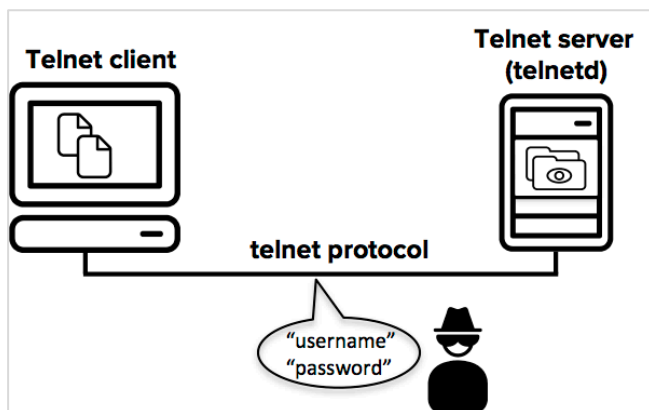 Telnet client
Telnet server
(telnetd)
telnet protocol
“username”
“password”